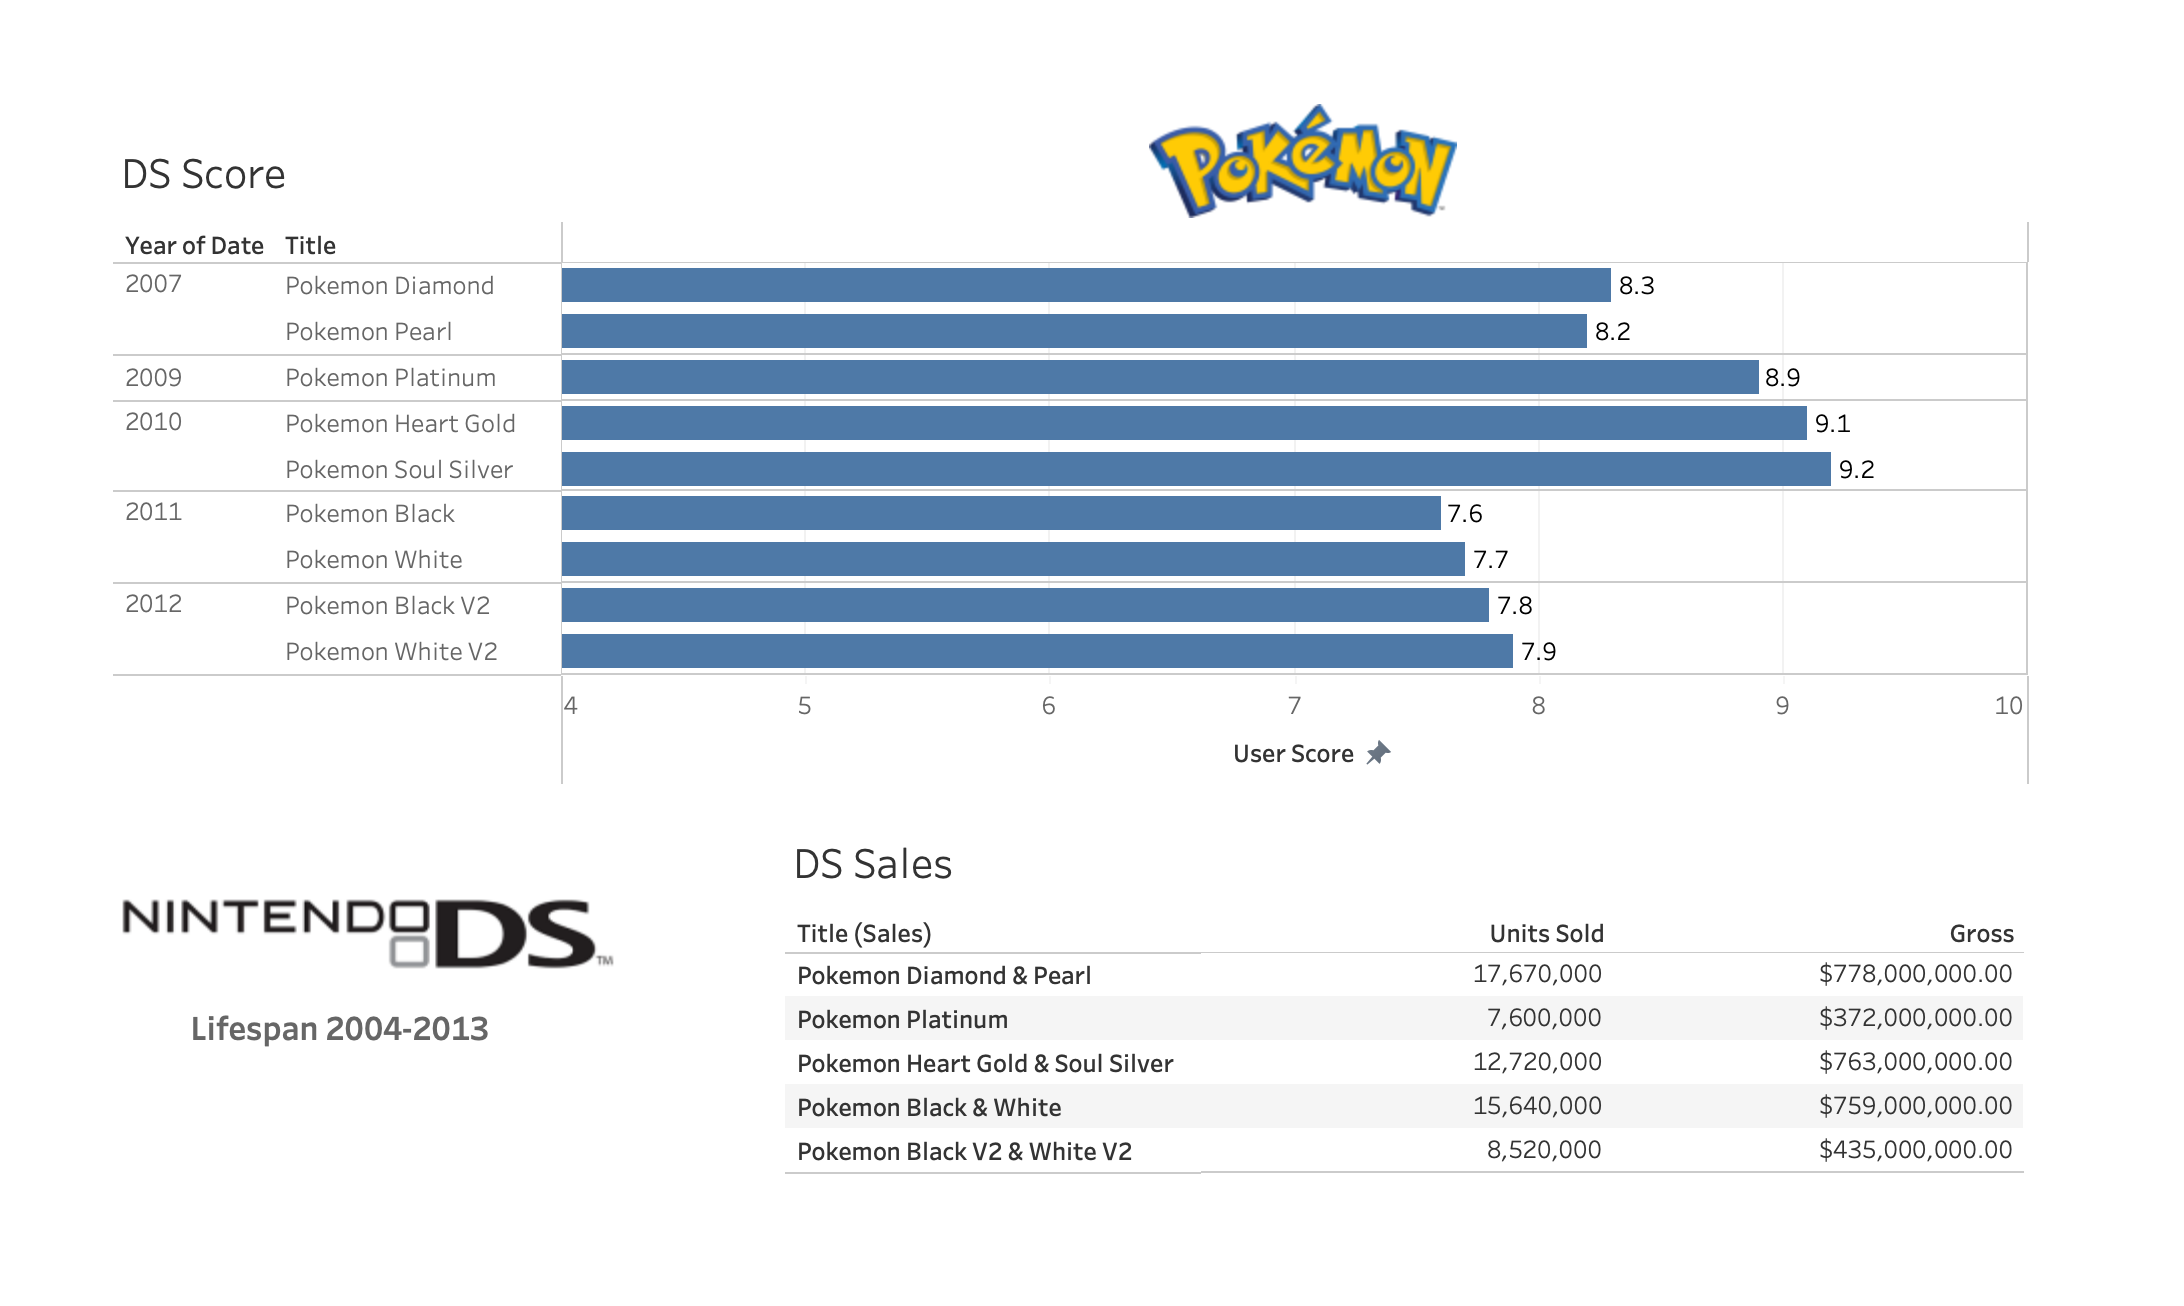 POKéMON
DS Score
Year of Date Title
2007 Pokemon Diamond 8.3
Pokemon Pearl 8.2
2009 Pokemon Platinum 8.9
2010 Pokemon Heart Gold 9.1
Pokemon Soul Silver 9.2
2011 Pokemon Black 7.6
Pokemon White 7.7
2012 Pokemon Black V2 7.8
Pokemon White V2 7.9
4 5 6 7 8 9 10
User Score
NINTENDO DS™
Lifespan 2004-2013
DS Sales
Title (Sales) Units Sold Gross
Pokemon Diamond & Pearl 17,670,000 $778,000,000.00
Pokemon Platinum 7,600,000 $372,000,000.00
Pokemon Heart Gold & Soul Silver 12,720,000 $763,000,000.00
Pokemon Black & White 15,640,000 $759,000,000.00
Pokemon Black V2 & White V2 8,520,000 $435,000,000.00